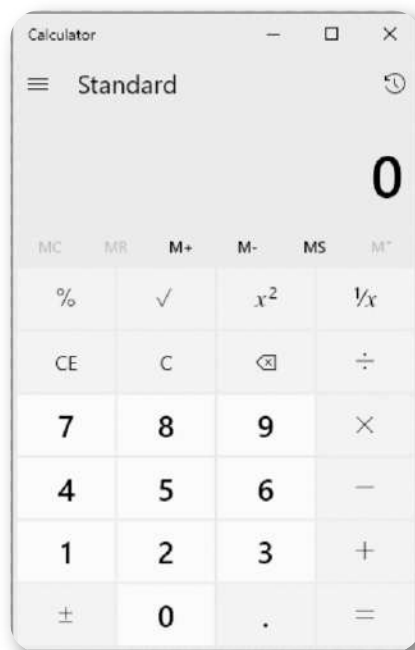 Calculator
Standard
0
MC MR M+ M- MS M˅
% √ x² ¹/x
CE C ÷
7 8 9 ×
4 5 6 −
1 2 3 +
± 0 . =